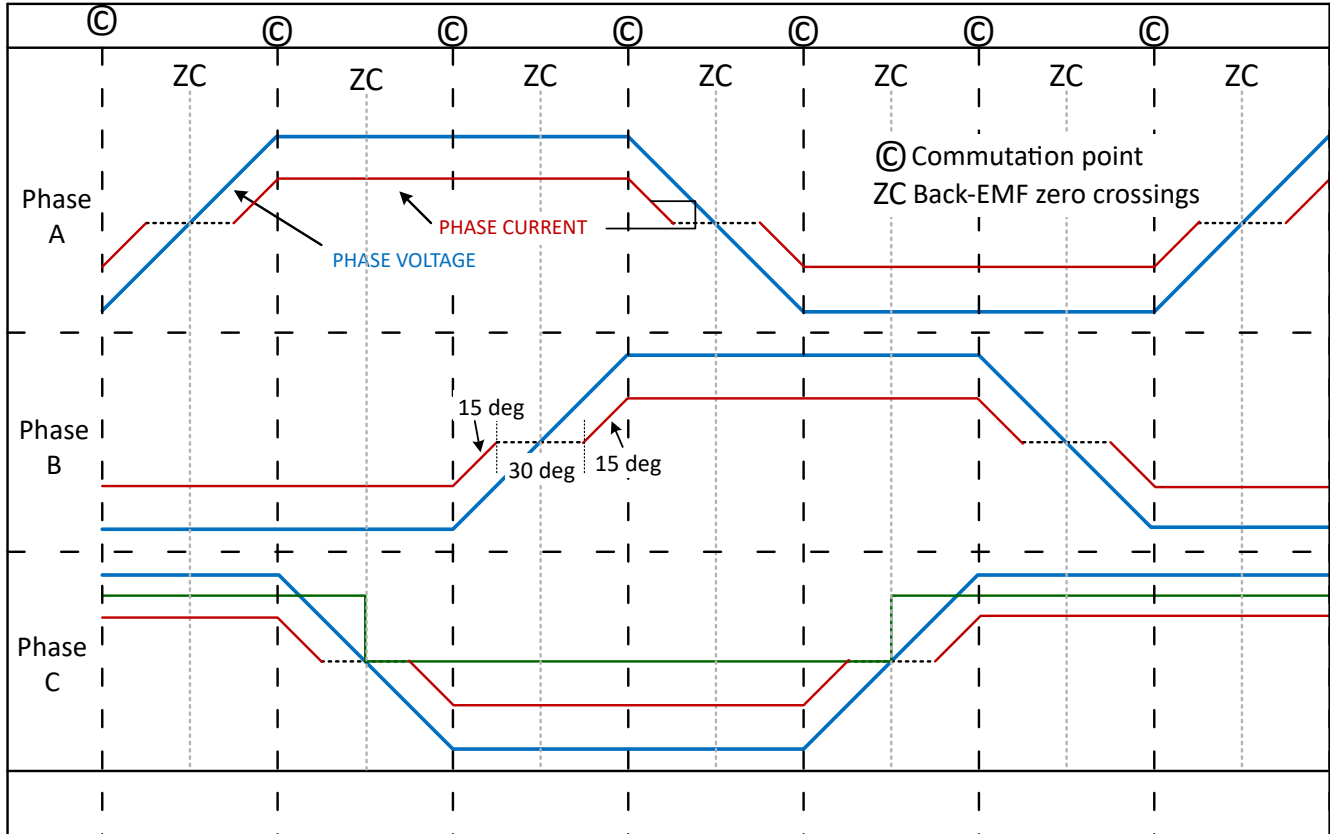 © © © © © © ©
ZC ZC ZC ZC ZC ZC ZC
© Commutation point
ZC Back-EMF zero crossings
Phase
A
PHASE CURRENT
PHASE VOLTAGE
15 deg
Phase
B
30 deg
15 deg
Phase
C